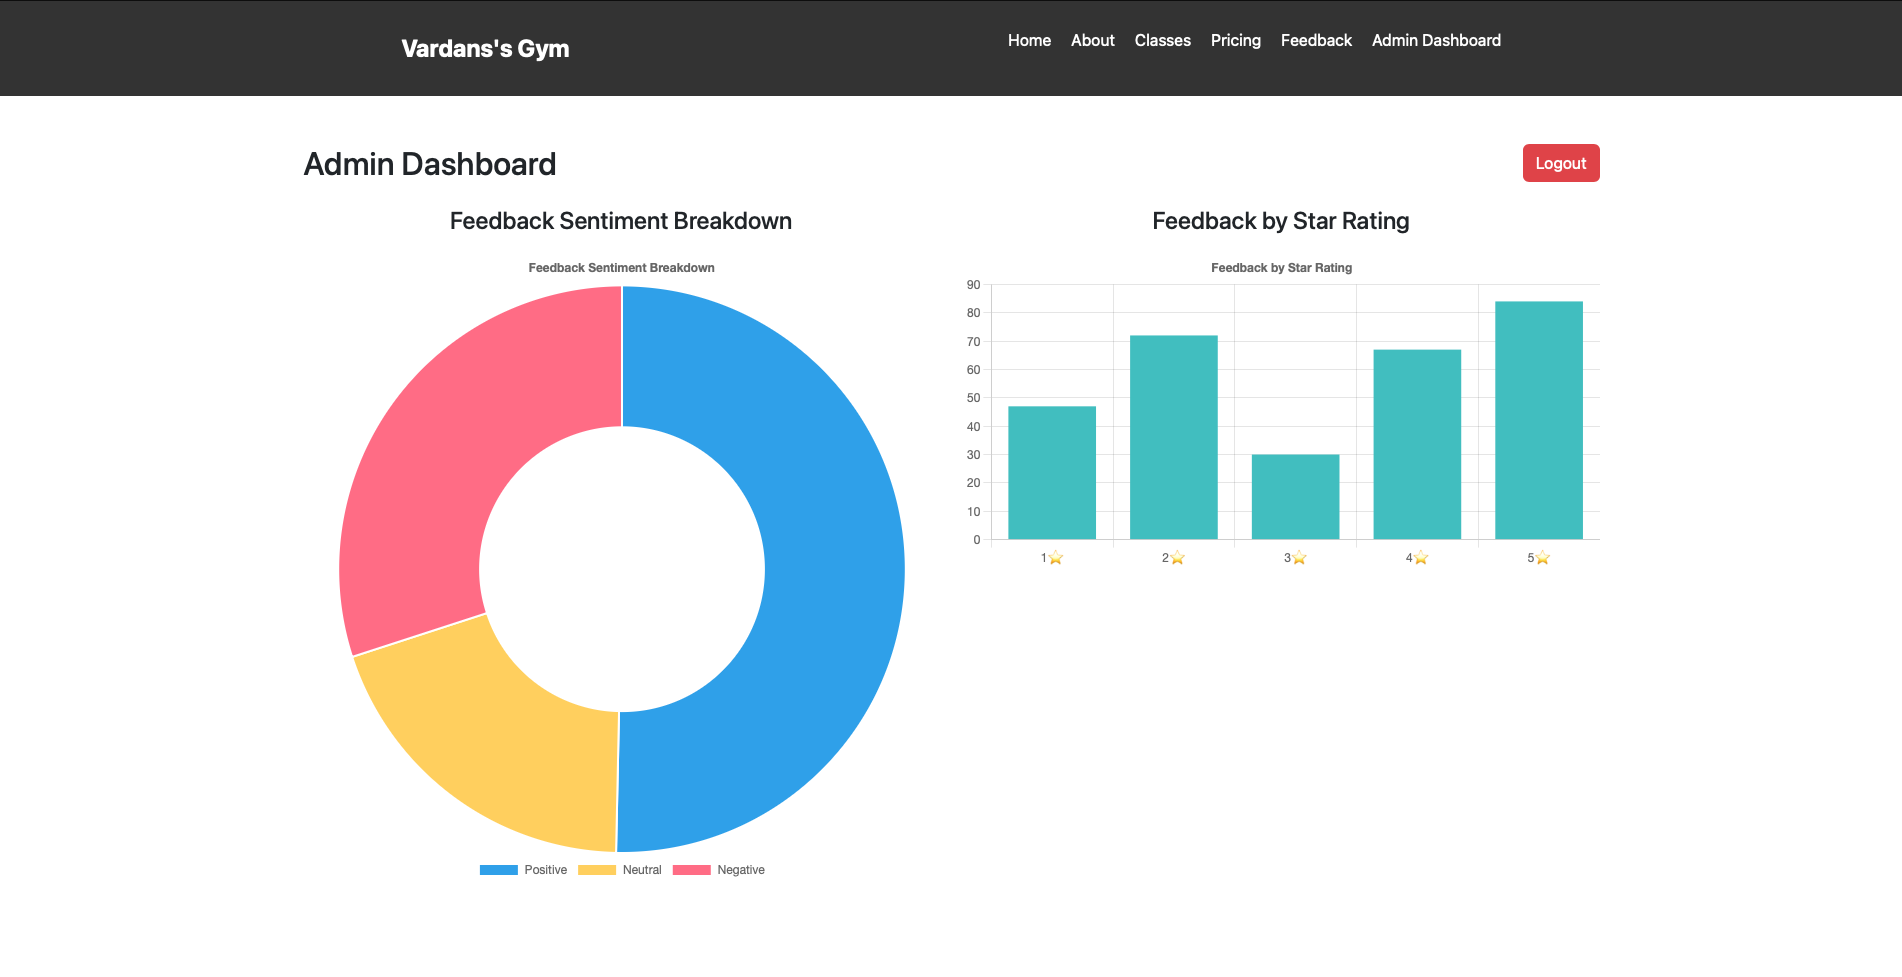 Vardans's Gym
Home About Classes Pricing Feedback Admin Dashboard
Admin Dashboard
Logout
Feedback Sentiment Breakdown
Feedback Sentiment Breakdown
Positive Neutral Negative
Feedback by Star Rating
Feedback by Star Rating
90
80
70
60
50
40
30
20
10
0
1⭐ 2⭐ 3⭐ 4⭐ 5⭐